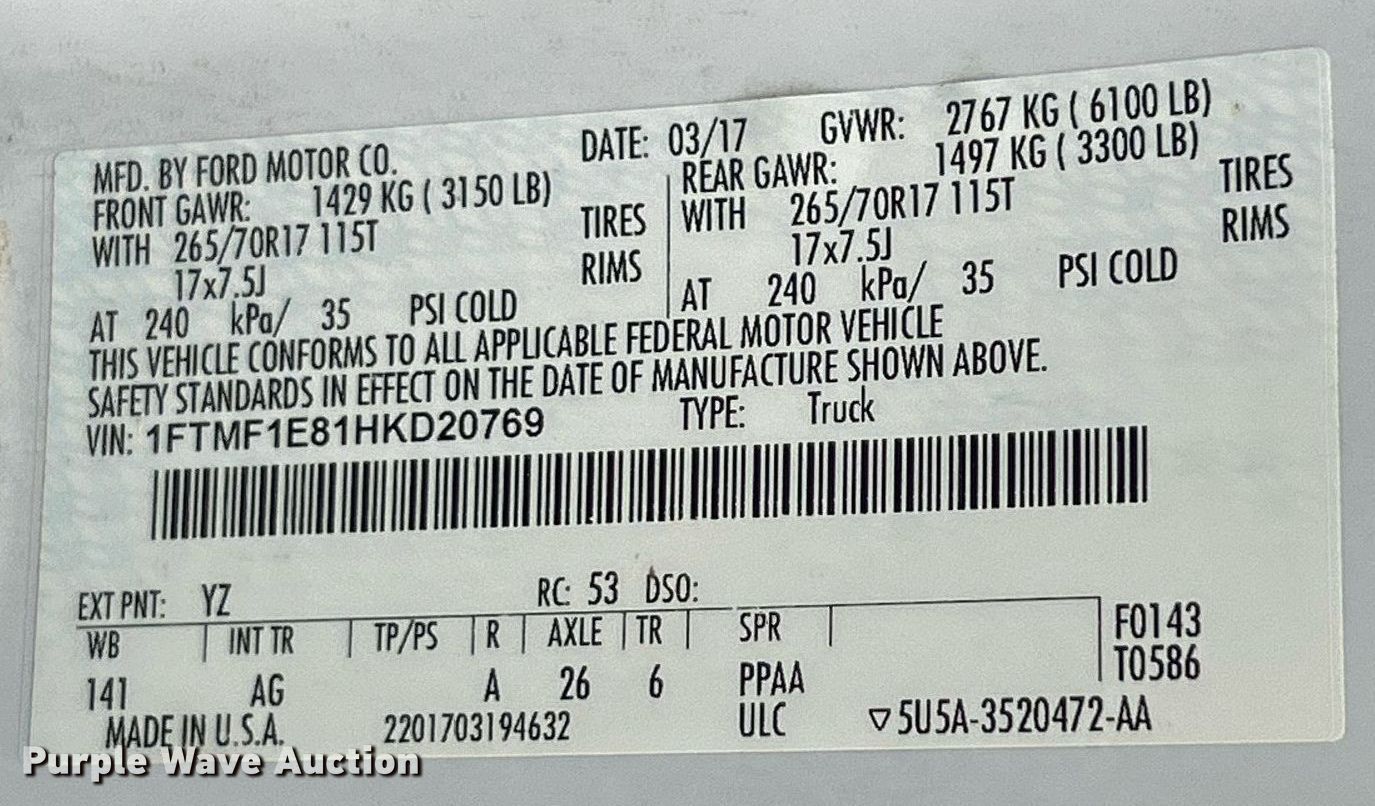 MFD. BY FORD MOTOR CO. DATE: 03/17 GVWR: 2767 KG ( 6100 LB)
FRONT GAWR: 1429 KG ( 3150 LB) REAR GAWR: 1497 KG ( 3300 LB)
WITH 265/70R17 115T TIRES WITH 265/70R17 115T TIRES
17x7.5J RIMS 17x7.5J RIMS
AT 240 kPa/ 35 PSI COLD AT 240 kPa/ 35 PSI COLD
THIS VEHICLE CONFORMS TO ALL APPLICABLE FEDERAL MOTOR VEHICLE
SAFETY STANDARDS IN EFFECT ON THE DATE OF MANUFACTURE SHOWN ABOVE.
VIN: 1FTMF1E81HKD20769 TYPE: Truck
EXT PNT: YZ RC: 53 DSO:
WB INT TR TP/PS R AXLE TR SPR F0143
141 AG A 26 6 PPAA T0586
MADE IN U.S.A. 2201703194632 ULC ▽5U5A-3520472-AA
Purple Wave Auction